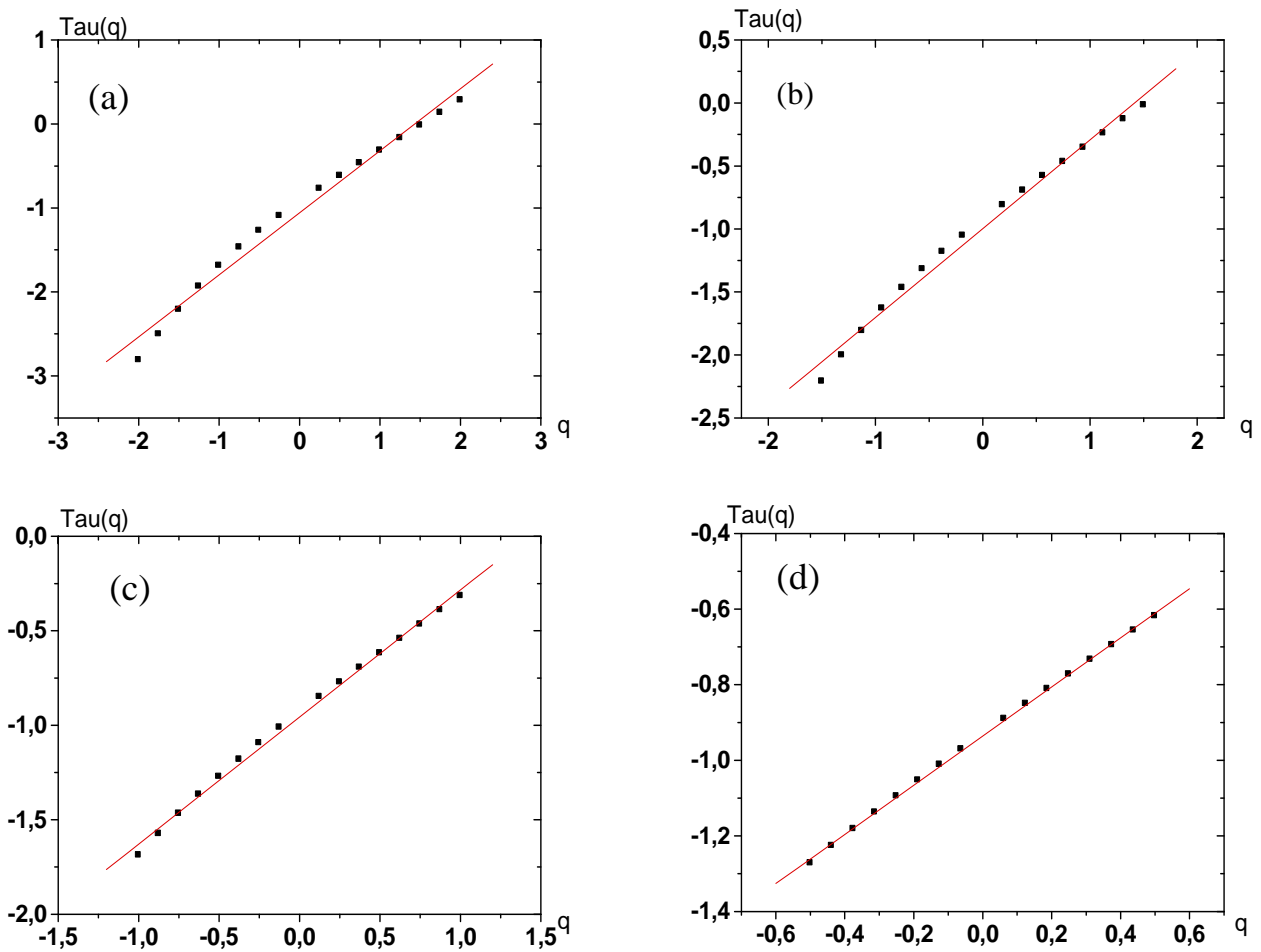 Tau(q)
1
(a)
0
-1
-2
-3
-3 -2 -1 0 1 2 3 q
Tau(q)
0,5
(b)
0,0
-0,5
-1,0
-1,5
-2,0
-2,5
-2 -1 0 1 2 q
Tau(q)
0,0
(c)
-0,5
-1,0
-1,5
-2,0
-1,5 -1,0 -0,5 0,0 0,5 1,0 1,5 q
Tau(q)
-0,4
(d)
-0,6
-0,8
-1,0
-1,2
-1,4
-0,6 -0,4 -0,2 0,0 0,2 0,4 0,6 q